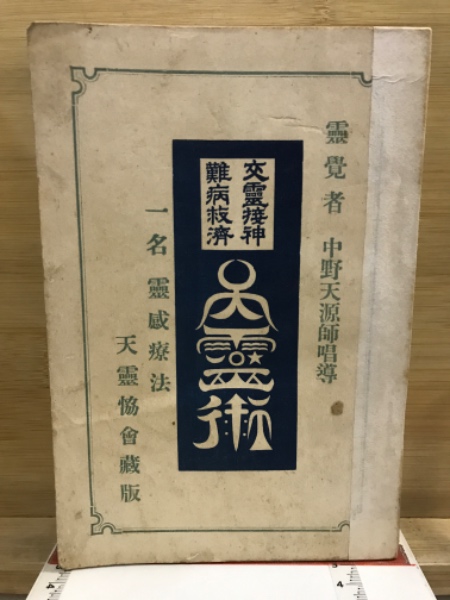 靈覺者 中野天源師唱導
交靈接神
難病救済
天靈術
一名 靈感療法
天靈協會藏版